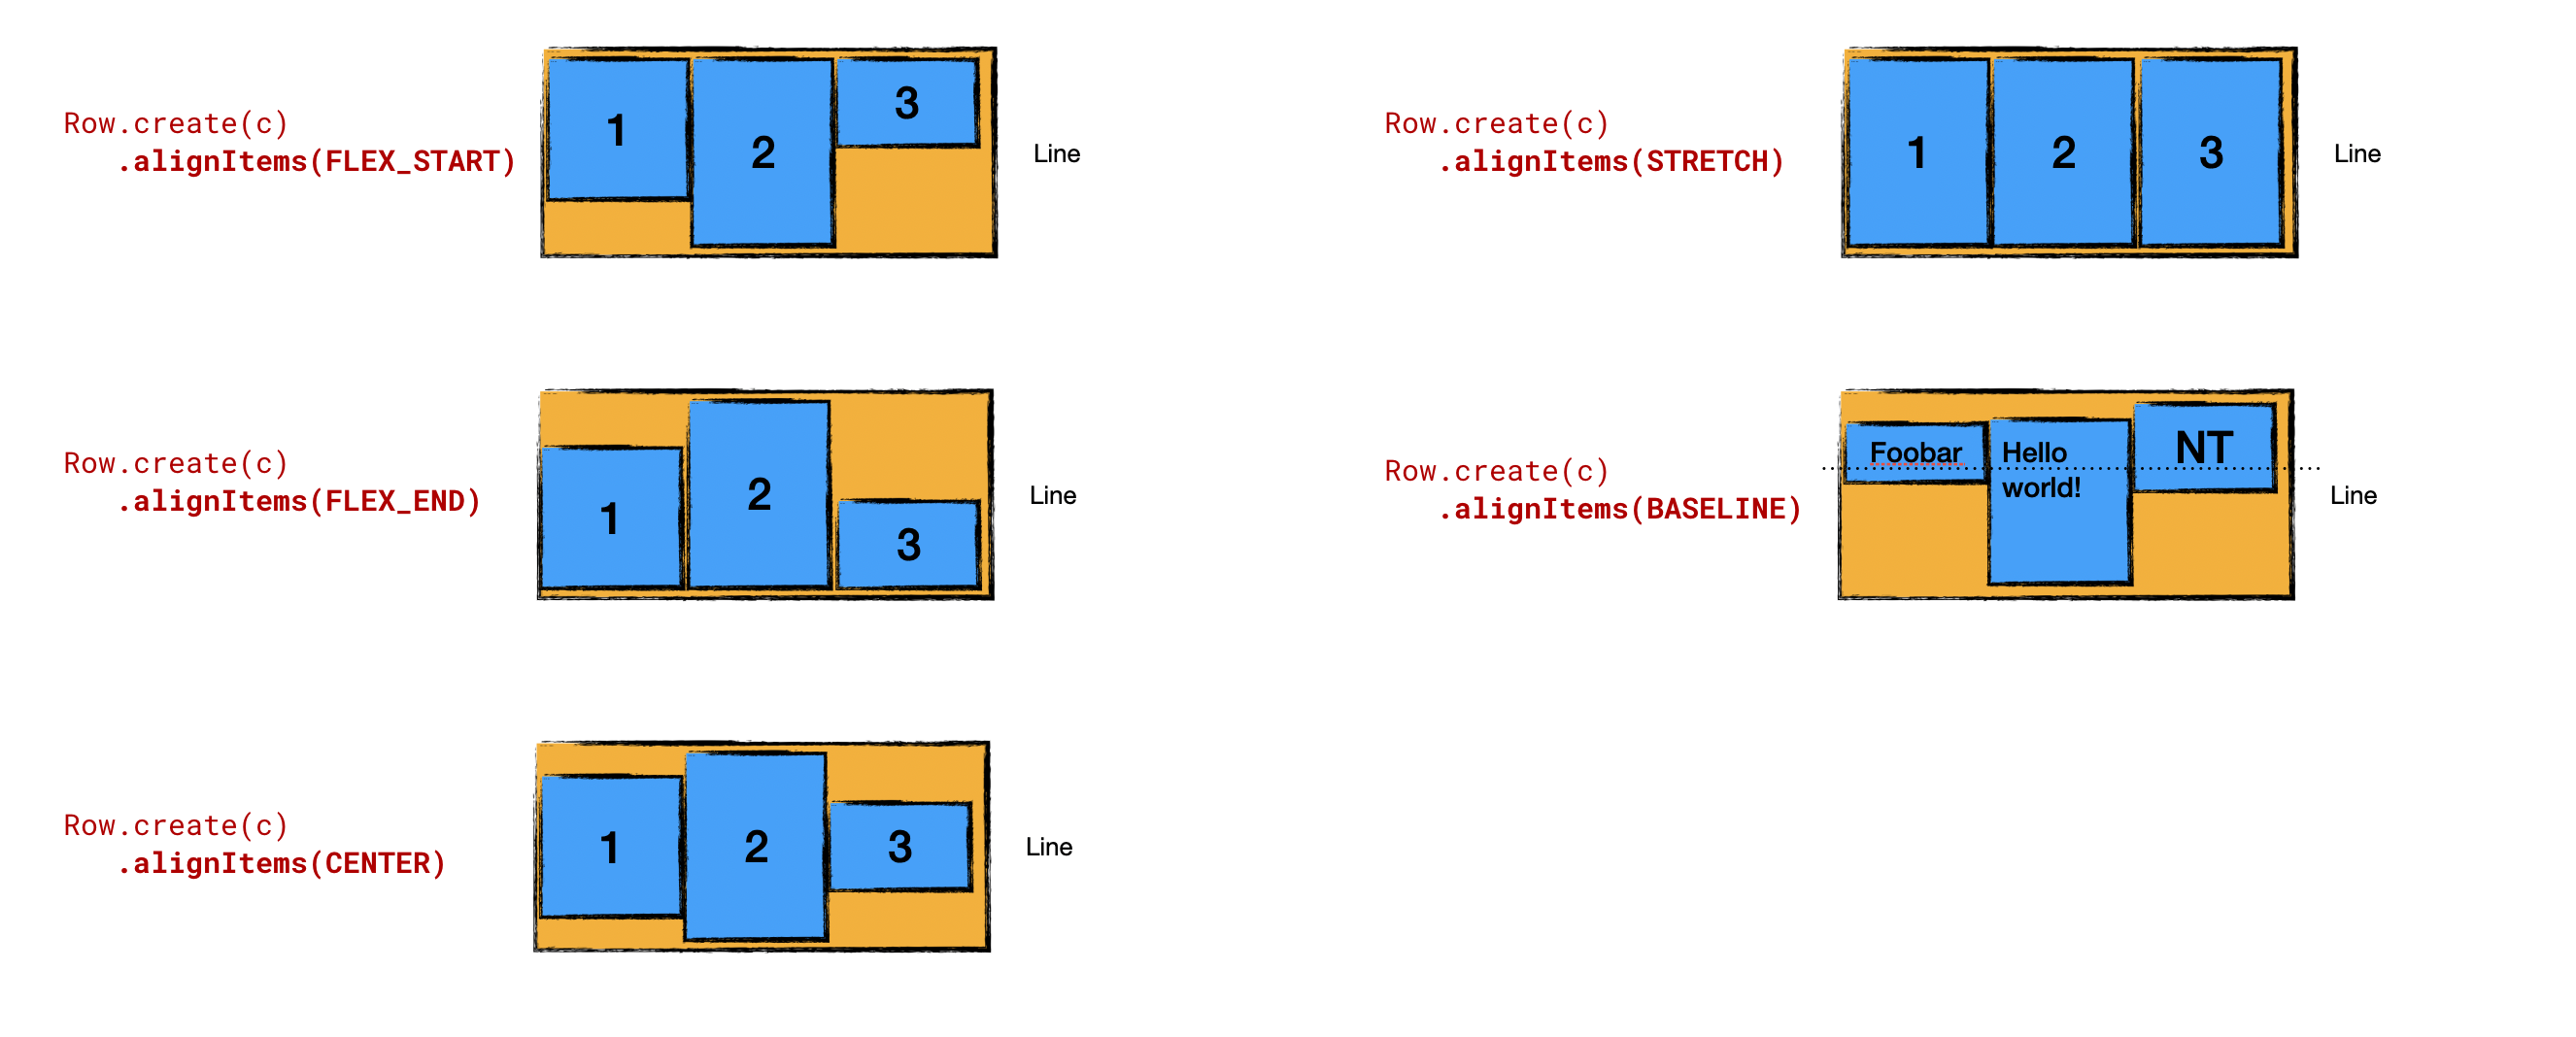 Row.create(c)
.alignItems(FLEX_START)
1
2
3
Line
Row.create(c)
.alignItems(STRETCH)
1
2
3
Line
Row.create(c)
.alignItems(FLEX_END)
1
2
3
Line
Row.create(c)
.alignItems(BASELINE)
Foobar
Hello
world!
NT
Line
Row.create(c)
.alignItems(CENTER)
1
2
3
Line